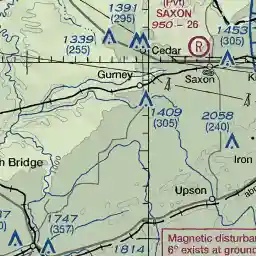 (Pvt)
1391
(295)
SAXON
950 - 26
1339
(255)
R
1453
(305)
Cedar
Gurney
Saxon
1409
(305)
2058
(240)
Bridge
Iron
Upson
1747
(357)
1814
Magnetic disturba
6° exists at ground